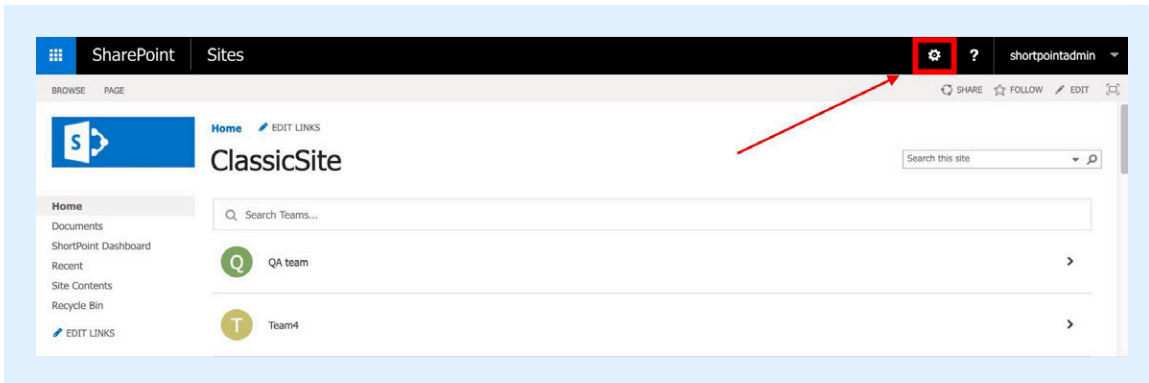 SharePoint Sites ? shortpointadmin
BROWSE PAGE SHARE FOLLOW EDIT
S
Home EDIT LINKS
ClassicSite
Search this site
Home
Documents
ShortPoint Dashboard
Recent
Site Contents
Recycle Bin
EDIT LINKS
Search Teams...
Q QA team
T Team4